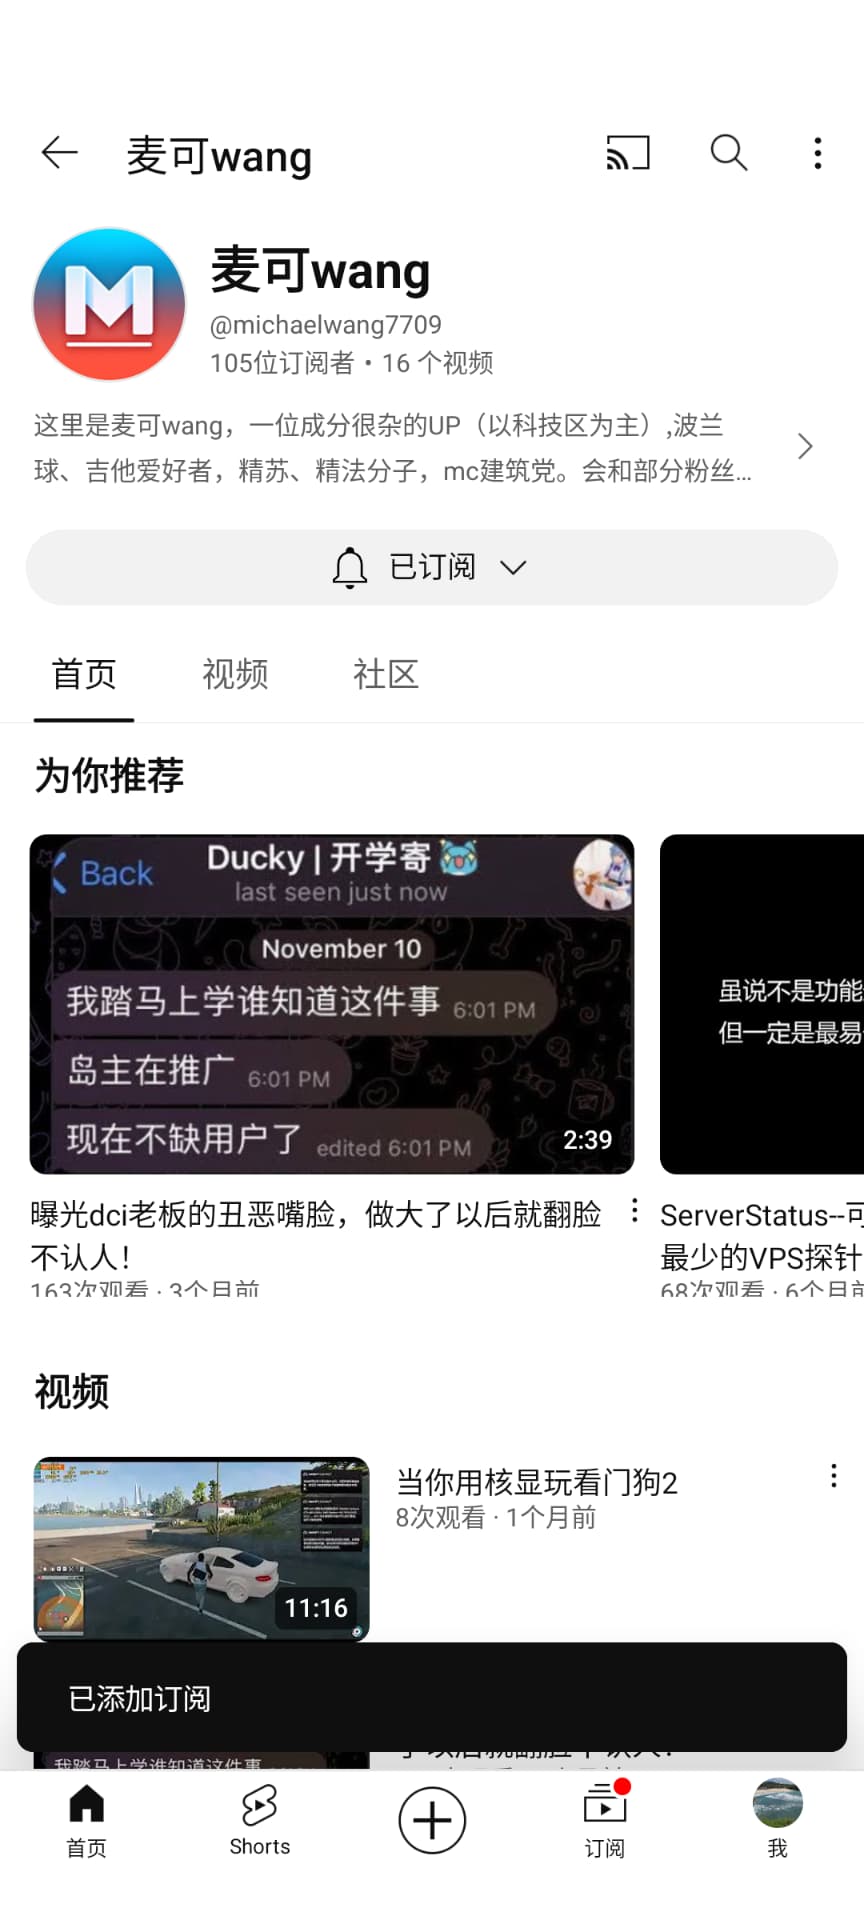 麦可wang
麦可wang
@michaelwang7709
105位订阅者 • 16 个视频
这里是麦可wang，一位成分很杂的UP（以科技区为主）,波兰
球、吉他爱好者，精苏、精法分子，mc建筑党。会和部分粉丝...
已订阅
首页
视频
社区
为你推荐
Back
Ducky | 开学寄
last seen just now
November 10
我踏马上学谁知道这件事 6:01 PM
岛主在推广 6:01 PM
现在不缺用户了 edited 6:01 PM
2:39
虽说不是功能
但一定是最易
曝光dci老板的丑恶嘴脸，做大了以后就翻脸
不认人！
163次观看 · 3个月前
ServerStatus--可
最少的VPS探针
68次观看 · 6个月前
视频
11:16
当你用核显玩看门狗2
8次观看 · 1个月前
已添加订阅
我踏马上学谁知道这件事
首页
Shorts
订阅
我